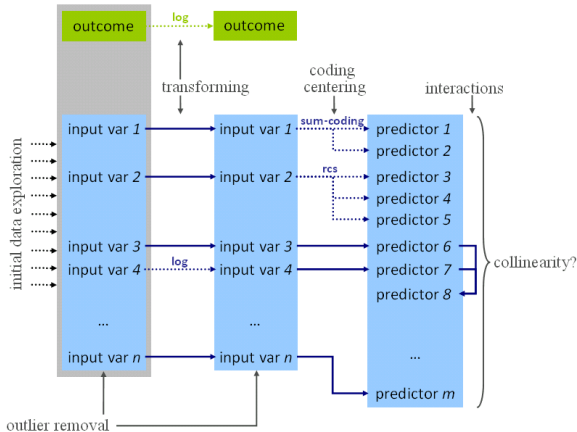 outcome
log
outcome
transforming
coding
centering
interactions
initial data exploration
input var 1
input var 2
input var 3
input var 4
...
input var n
log
input var 1
input var 2
input var 3
input var 4
...
input var n
sum-coding
rcs
predictor 1
predictor 2
predictor 3
predictor 4
predictor 5
predictor 6
predictor 7
predictor 8
...
predictor m
collinearity?
outlier removal